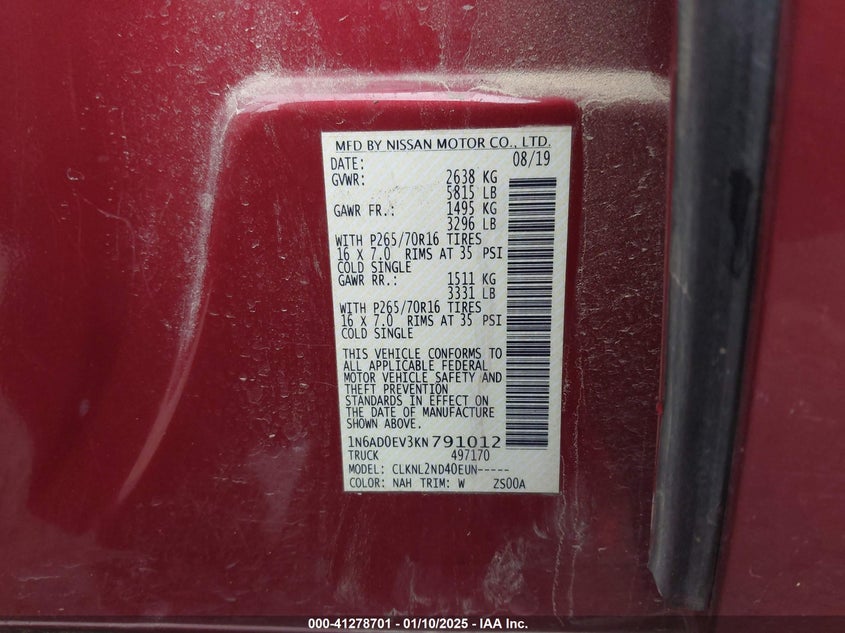 MFD BY NISSAN MOTOR CO., LTD.
DATE: 08/19
GVWR: 2638 KG
5815 LB
GAWR FR.: 1495 KG
3296 LB
WITH P265/70R16 TIRES
16 X 7.0 RIMS AT 35 PSI
COLD SINGLE
GAWR RR.: 1511 KG
3331 LB
WITH P265/70R16 TIRES
16 X 7.0 RIMS AT 35 PSI
COLD SINGLE
THIS VEHICLE CONFORMS TO
ALL APPLICABLE FEDERAL
MOTOR VEHICLE SAFETY AND
THEFT PREVENTION
STANDARDS IN EFFECT ON
THE DATE OF MANUFACTURE
SHOWN ABOVE.
1N6AD0EV3KN791012
TRUCK 497170
MODEL: CLKNL2ND40EUN-----
COLOR: NAH TRIM: W ZS00A
000-41278701 - 01/10/2025 - IAA Inc.